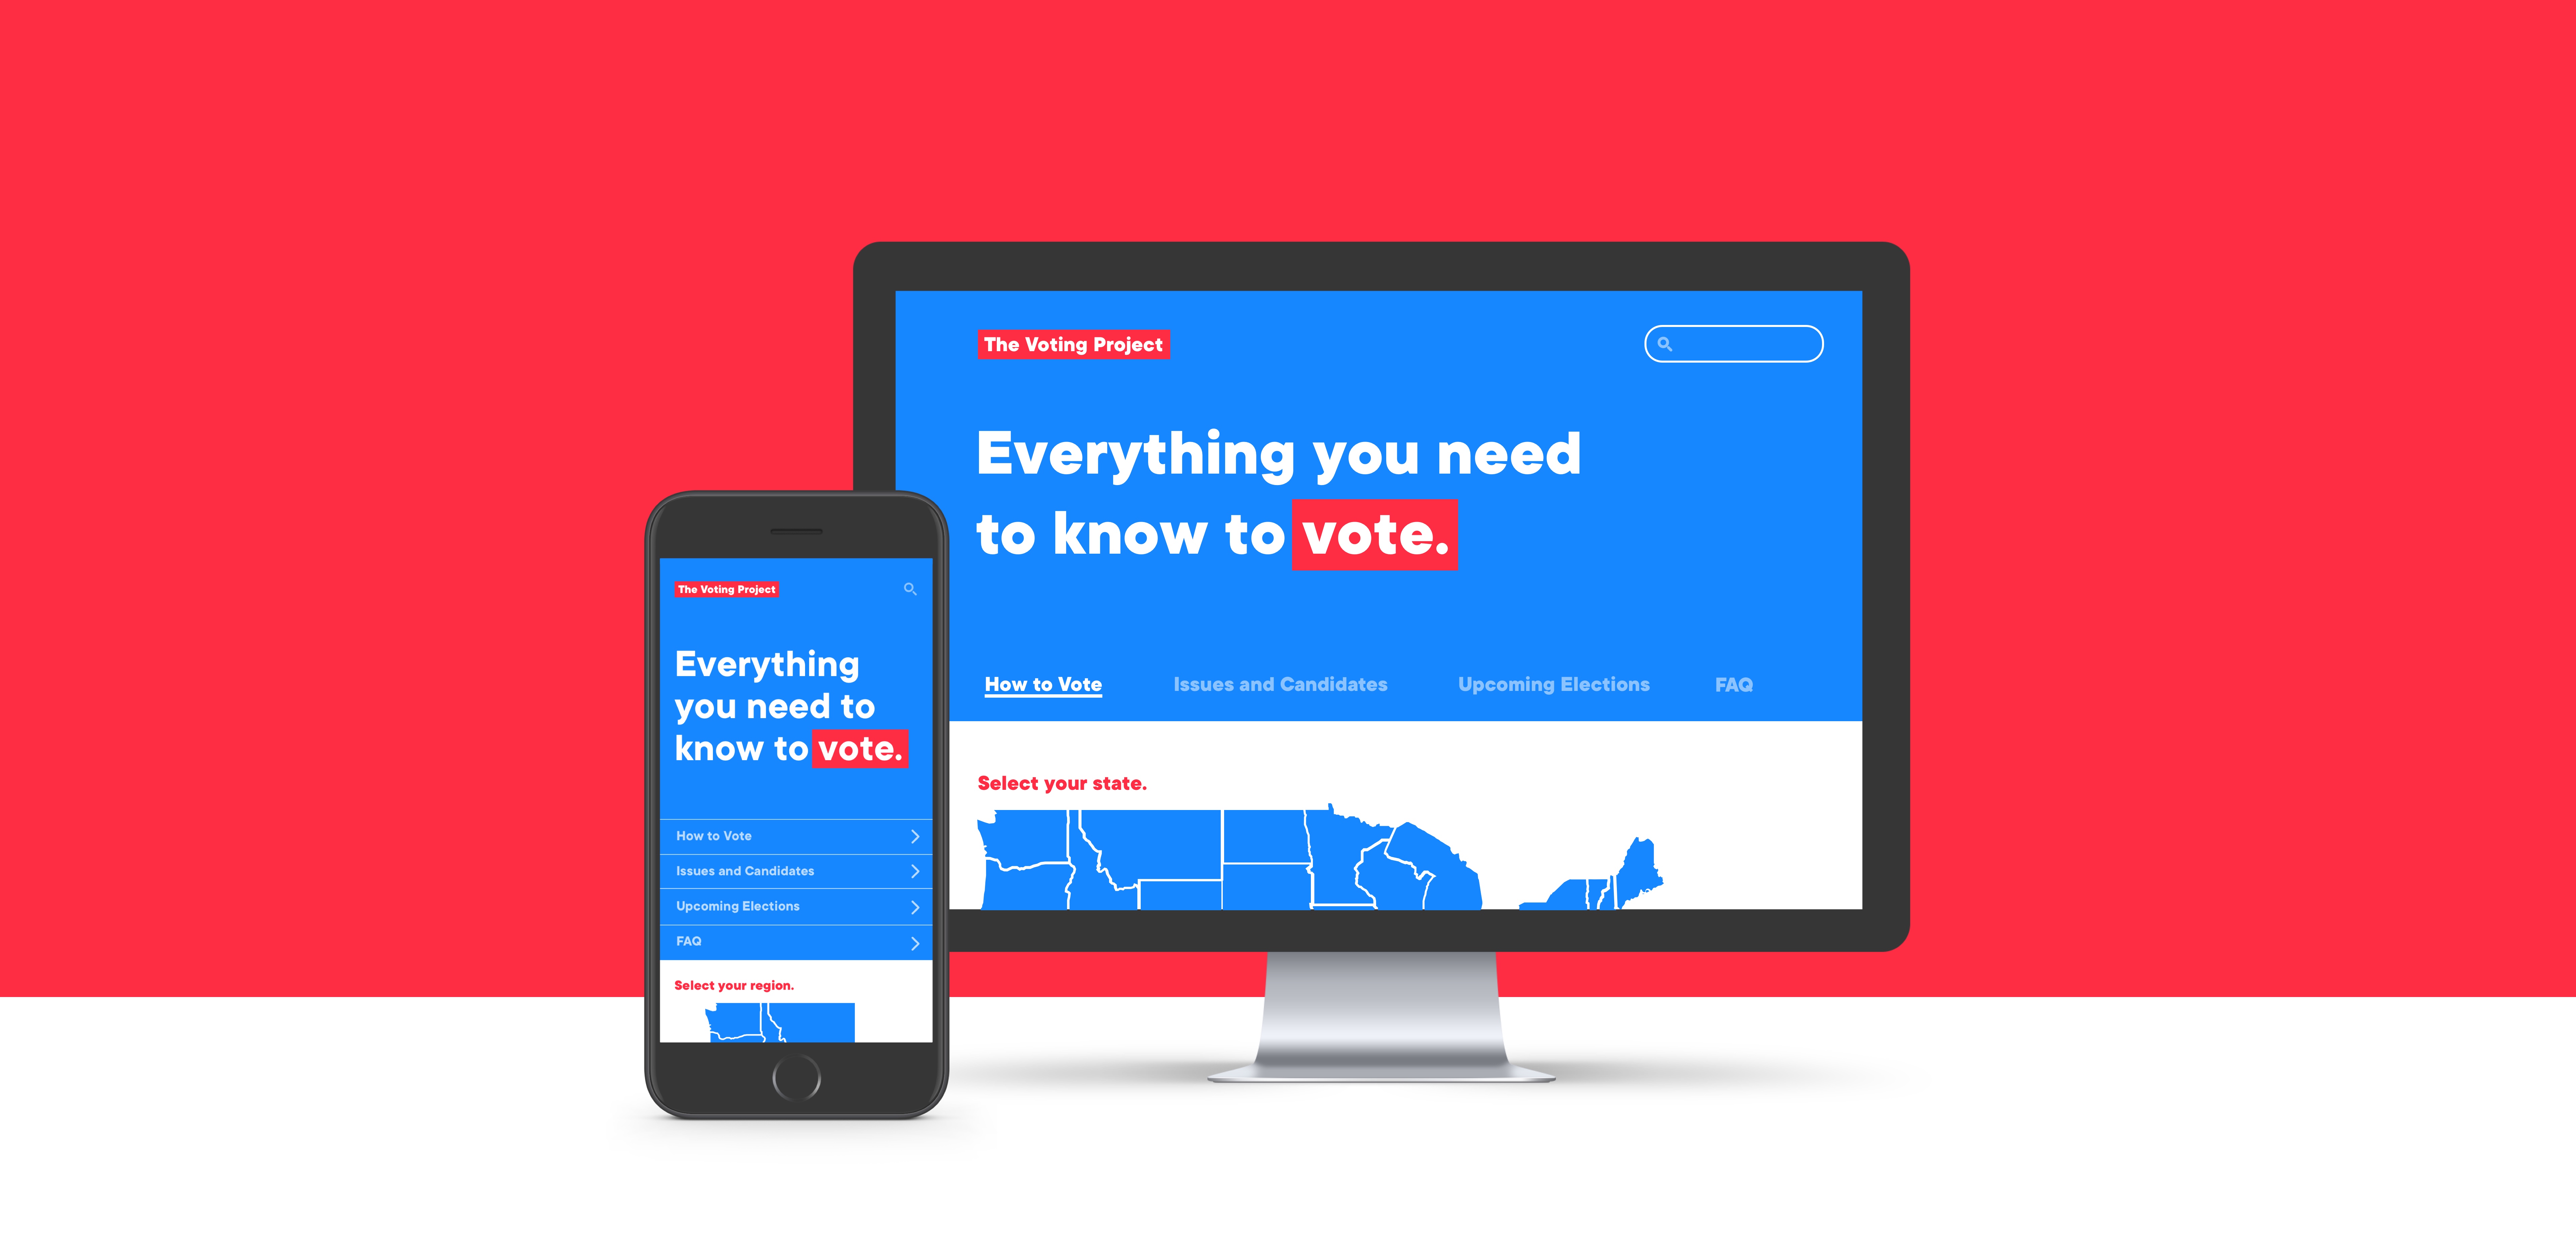 The Voting Project
Everything you need
to know to vote.
How to Vote
Issues and Candidates
Upcoming Elections
FAQ
Select your state.
The Voting Project
Everything
you need to
know to vote.
How to Vote
Issues and Candidates
Upcoming Elections
FAQ
Select your region.